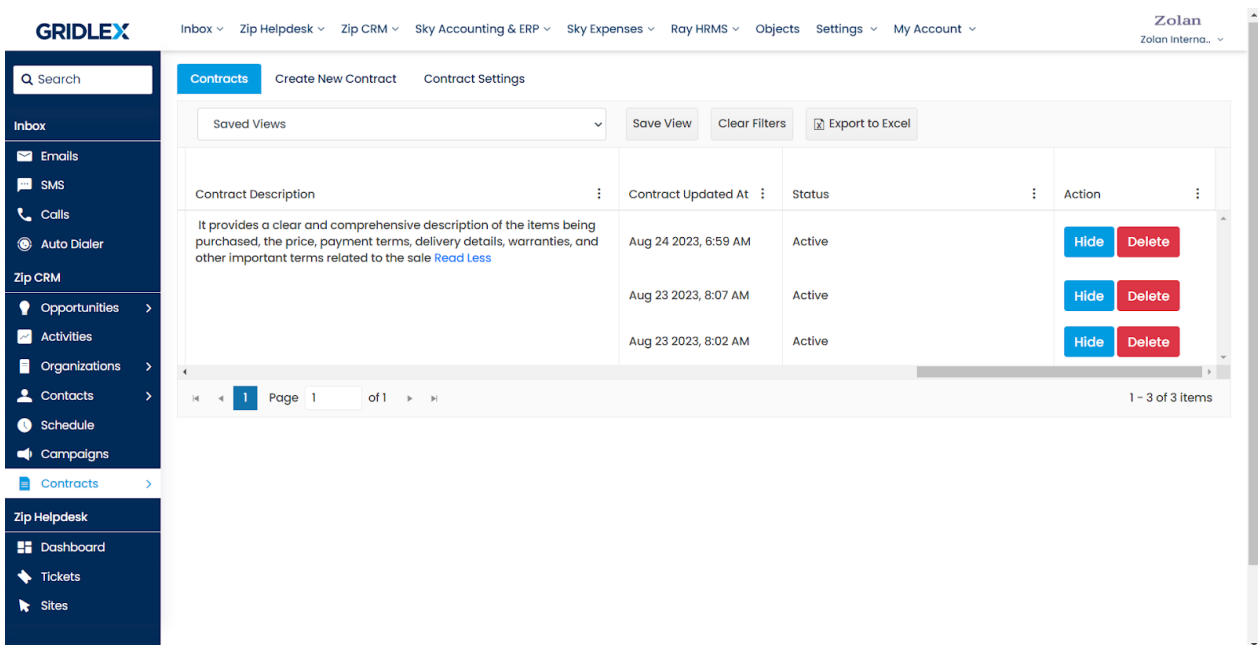 GRIDLEX
Inbox Zip Helpdesk Zip CRM Sky Accounting & ERP Sky Expenses Ray HRMS Objects Settings My Account
Zolan
Zolan Interna..
Search
Contracts Create New Contract Contract Settings
Saved Views Save View Clear Filters Export to Excel
Inbox
Emails
SMS
Calls
Auto Dialer
Zip CRM
Opportunities
Activities
Organizations
Contacts
Schedule
Campaigns
Contracts
Zip Helpdesk
Dashboard
Tickets
Sites
Contract Description Contract Updated At Status Action
It provides a clear and comprehensive description of the items being
purchased, the price, payment terms, delivery details, warranties, and
other important terms related to the sale Read Less
Aug 24 2023, 6:59 AM Active Hide Delete
Aug 23 2023, 8:07 AM Active Hide Delete
Aug 23 2023, 8:02 AM Active Hide Delete
1 Page 1 of 1 1 - 3 of 3 items